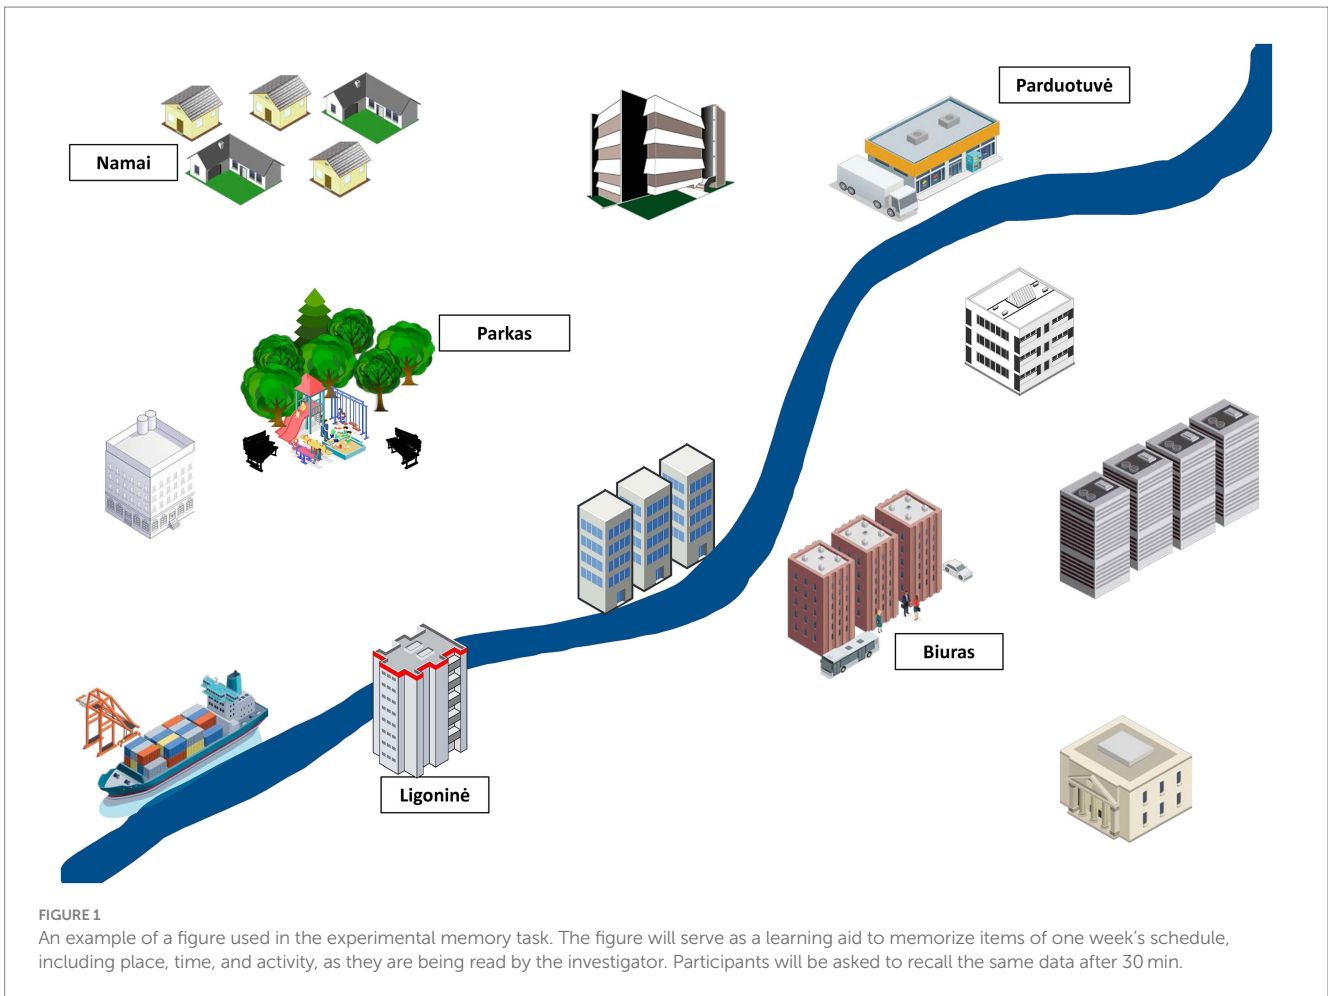 Parduotuvė
Namai
Parkas
Biuras
Ligoninė
FIGURE 1
An example of a figure used in the experimental memory task. The figure will serve as a learning aid to memorize items of one week's schedule,
including place, time, and activity, as they are being read by the investigator. Participants will be asked to recall the same data after 30 min.